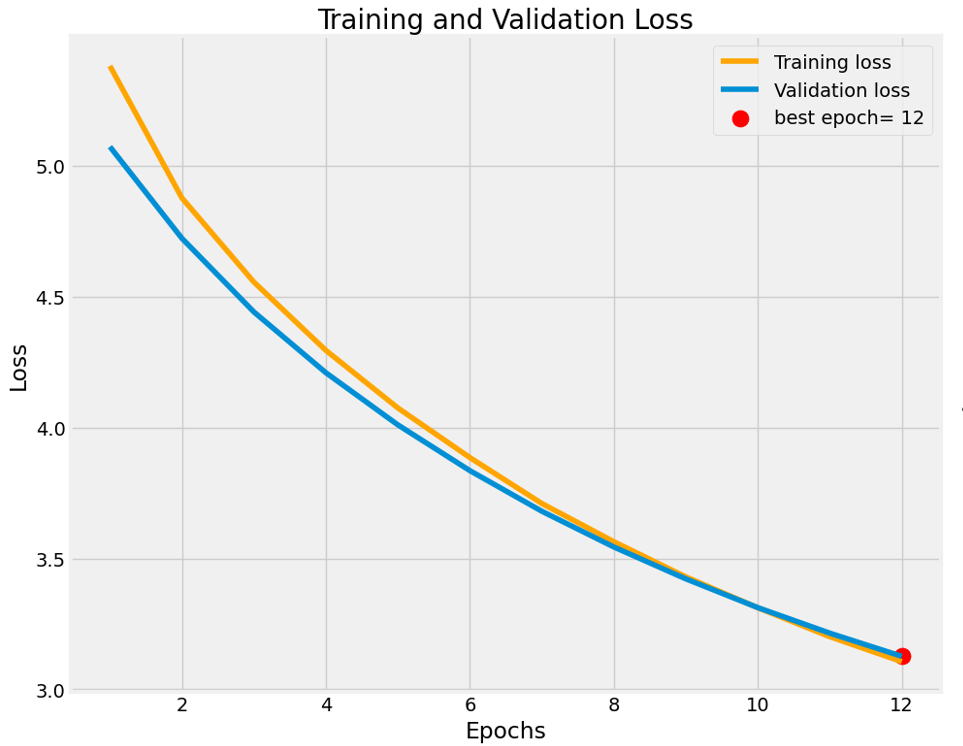 Training and Validation Loss
Training loss
Validation loss
best epoch= 12
5.0
4.5
4.0
3.5
3.0
Loss
2
4
6
8
10
12
Epochs